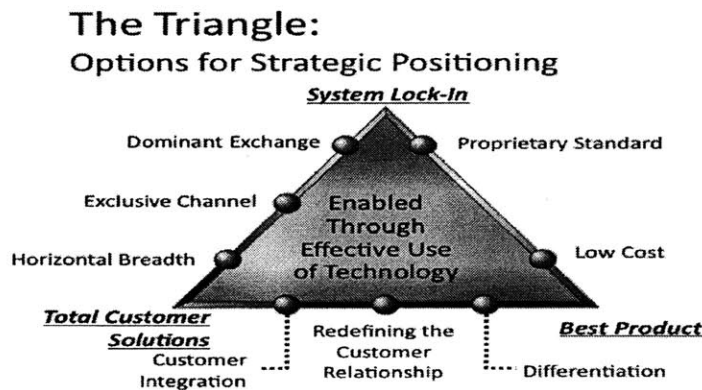 The Triangle:
Options for Strategic Positioning
System Lock-In
Dominant Exchange
Proprietary Standard
Exclusive Channel
Enabled
Through
Effective Use
of Technology
Horizontal Breadth
Low Cost
Total Customer
Solutions
Best Product
Customer
Integration
Redefining the
Customer
Relationship
Differentiation